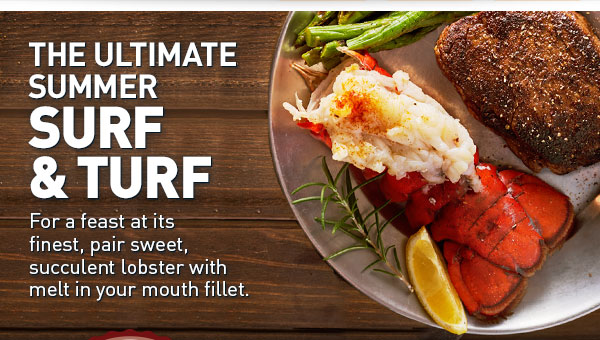 THE ULTIMATE
SUMMER
SURF
& TURF
For a feast at its
finest, pair sweet,
succulent lobster with
melt in your mouth fillet.